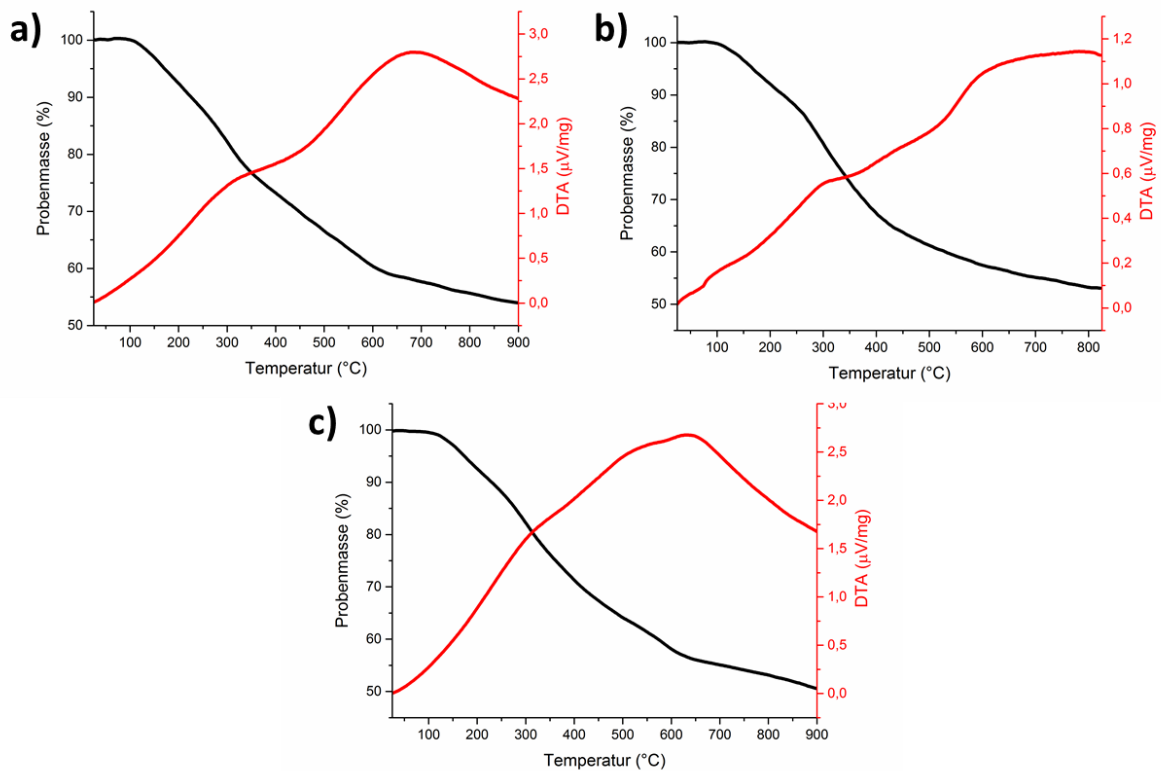 a)
100
90
80
70
60
50
Probenmasse (%)
100 200 300 400 500 600 700 800 900
Temperatur (°C)
3,0
2,5
2,0
1,5
1,0
0,5
0,0
DTA (µV/mg)
b)
100
90
80
70
60
50
Probenmasse (%)
100 200 300 400 500 600 700 800
Temperatur (°C)
1,2
1,0
0,8
0,6
0,4
0,2
0,0
DTA (µV/mg)
c)
100
90
80
70
60
50
Probenmasse (%)
100 200 300 400 500 600 700 800 900
Temperatur (°C)
3,0
2,5
2,0
1,5
1,0
0,5
0,0
DTA (µV/mg)